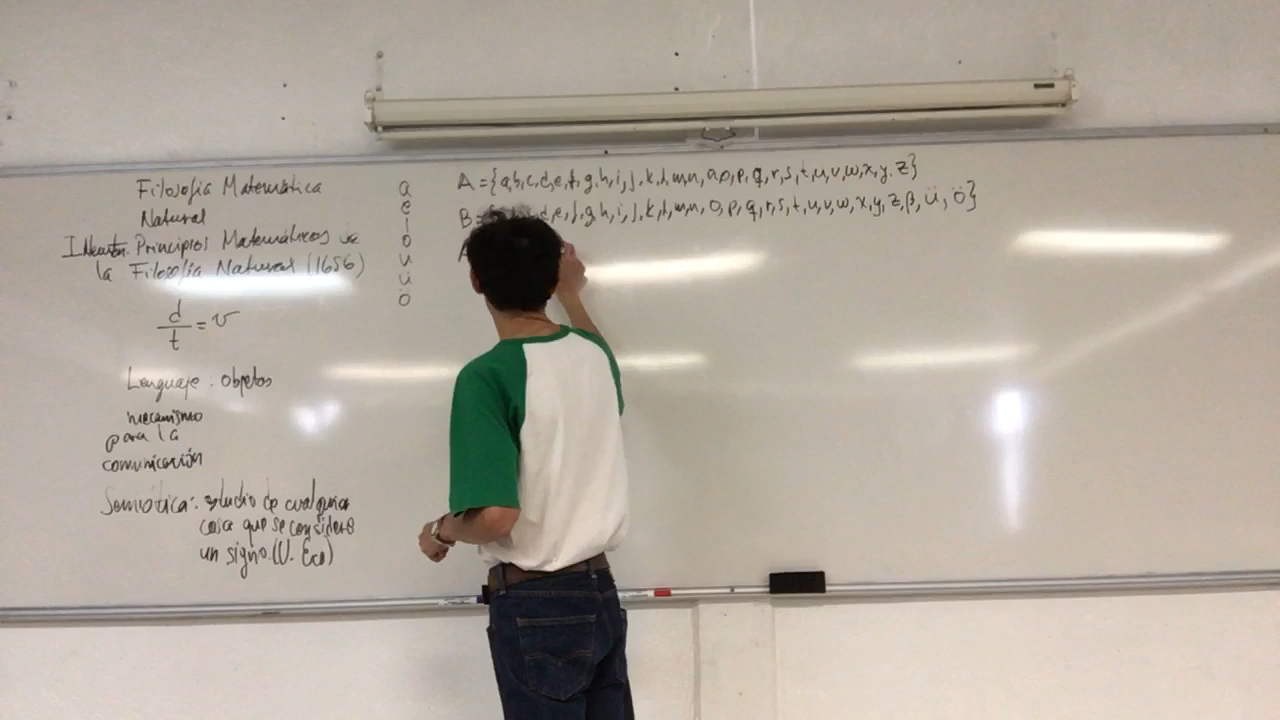 Filosofía Matemática
Natural
I. Newton. Principios Matemáticos de
la Filosofía Natural (1656)
d/t = v
Lenguaje : objetos
mecanismo
para la
comunicación
Semiótica: estudio de cualquier
cosa que se considere
un signo. (U. Eco)
a
e
i
o
u
ü
ö
A = {a,b,c,d,e,f,g,h,i,j,k,l,m,n,ñ,o,p,q,r,s,t,u,v,w,x,y,z}
B = d,e,f,g,h,i,j,k,l,m,n,o,p,q,r,s,t,u,v,w,x,y,z,β,ü,ö}
A